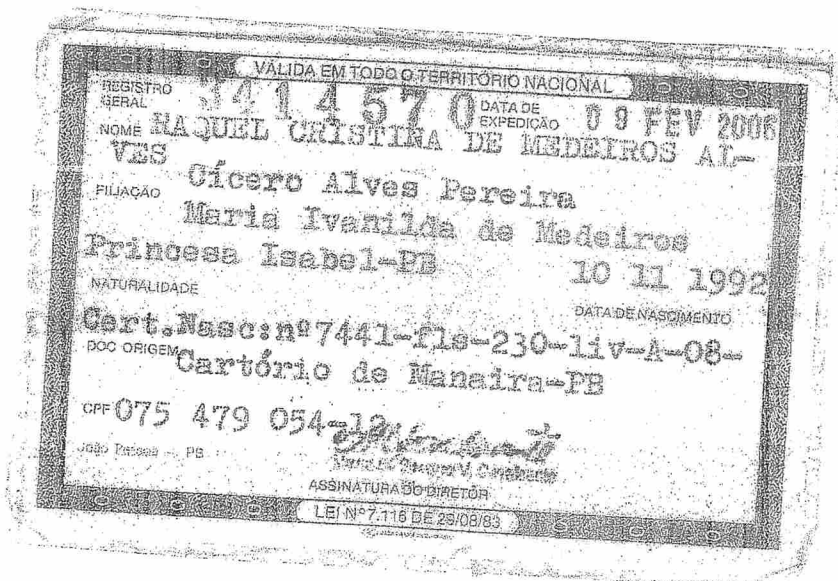 VÁLIDA EM TODO O TERRITÓRIO NACIONAL
REGISTRO GERAL 3414570 DATA DE EXPEDIÇÃO 09 FEV 2006
NOME RAQUEL CRISTINA DE MEDEIROS AL-
VES
FILIAÇÃO Cícero Alves Pereira
Maria Ivanilda de Medeiros
Princesa Isabel-PB 10 11 1992
NATURALIDADE DATA DE NASCIMENTO
Cert.Nasc:nº7441-fls-230-liv-A-08-
DOC ORIGEM Cartório de Manaira-PB
CPF 075 479 054-
João Pessoa - PB
ASSINATURA DO DIRETOR
LEI Nº 7.116 DE 29/08/83